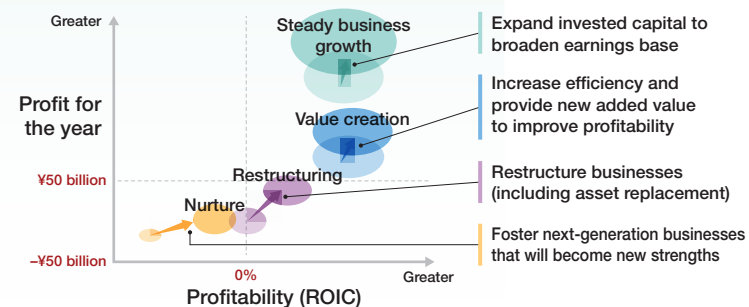 Greater
Profit for
the year
¥50 billion
–¥50 billion
Steady business
growth
Value creation
Restructuring
Nurture
0%
Greater
Profitability (ROIC)
Expand invested capital to
broaden earnings base
Increase efficiency and
provide new added value
to improve profitability
Restructure businesses
(including asset replacement)
Foster next-generation businesses
that will become new strengths